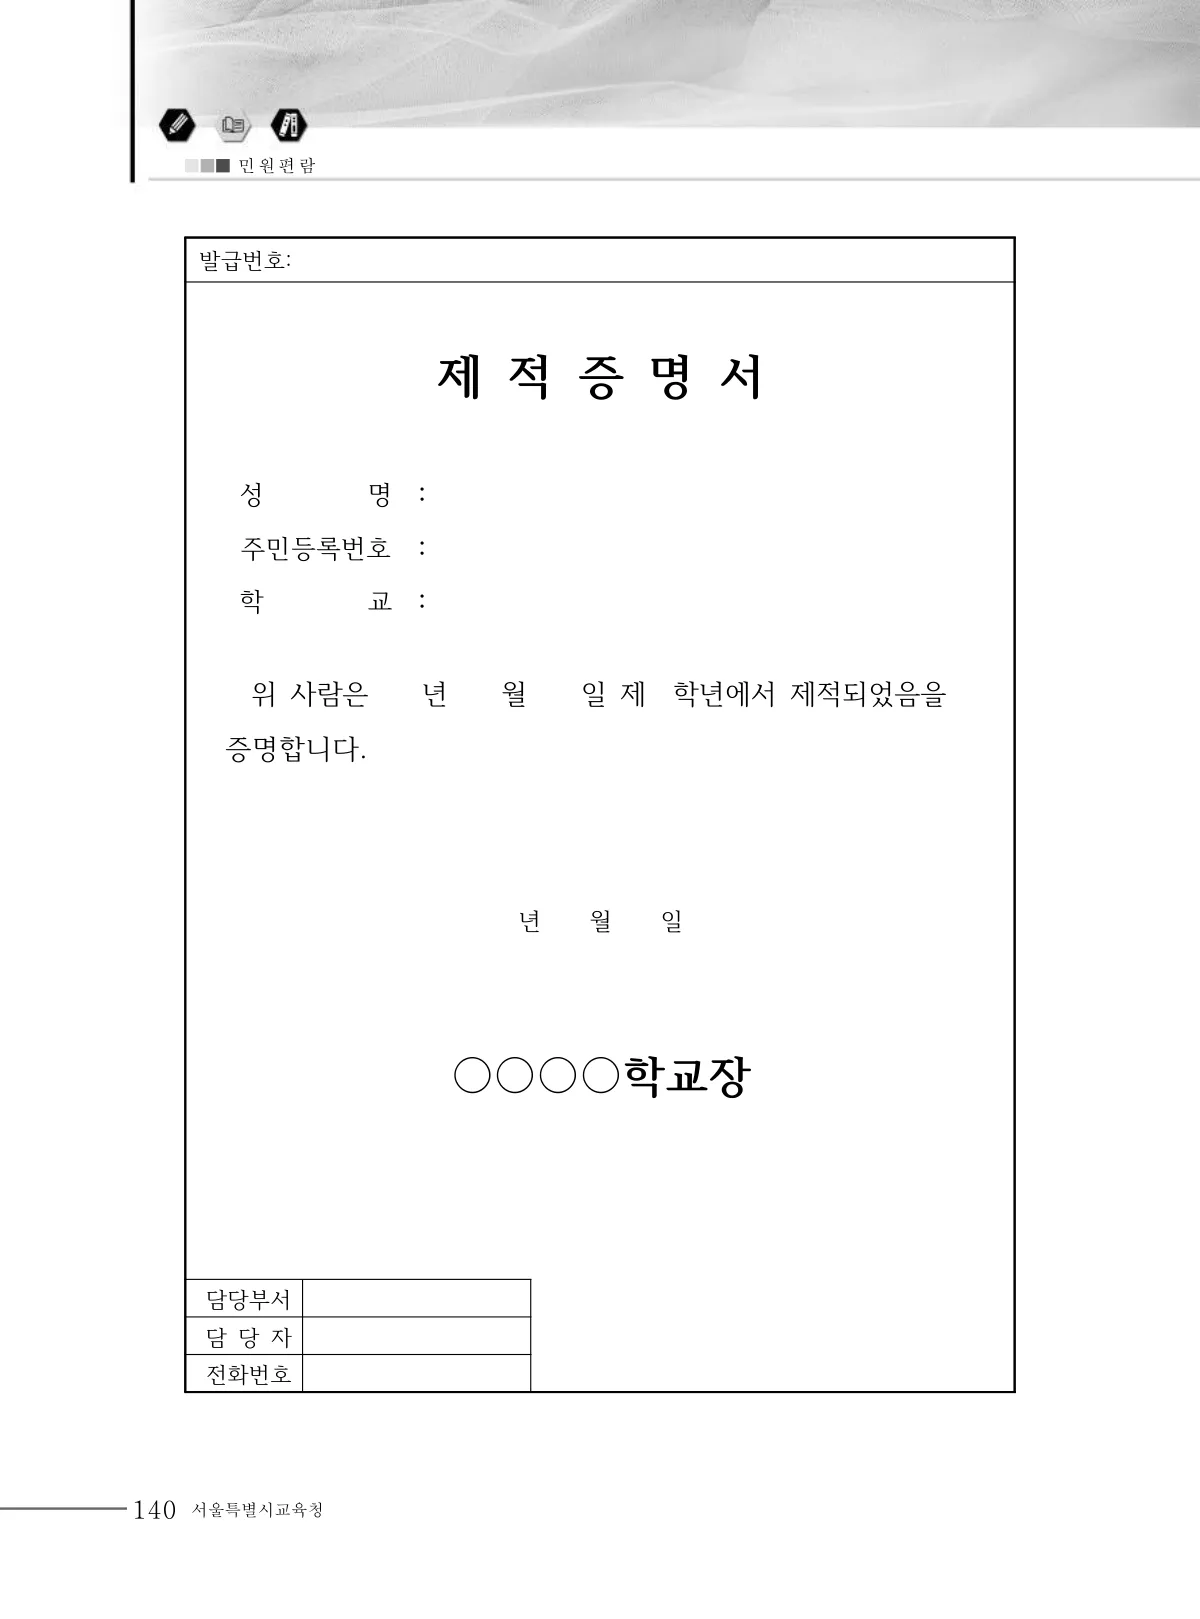 민원편람
발급번호:
제 적 증 명 서
성 명 :
주민등록번호 :
학 교 :
위 사람은 년 월 일 제 학년에서 제적되었음을
증명합니다.
년 월 일
○○○○학교장
담당부서
담 당 자
전화번호
140 서울특별시교육청